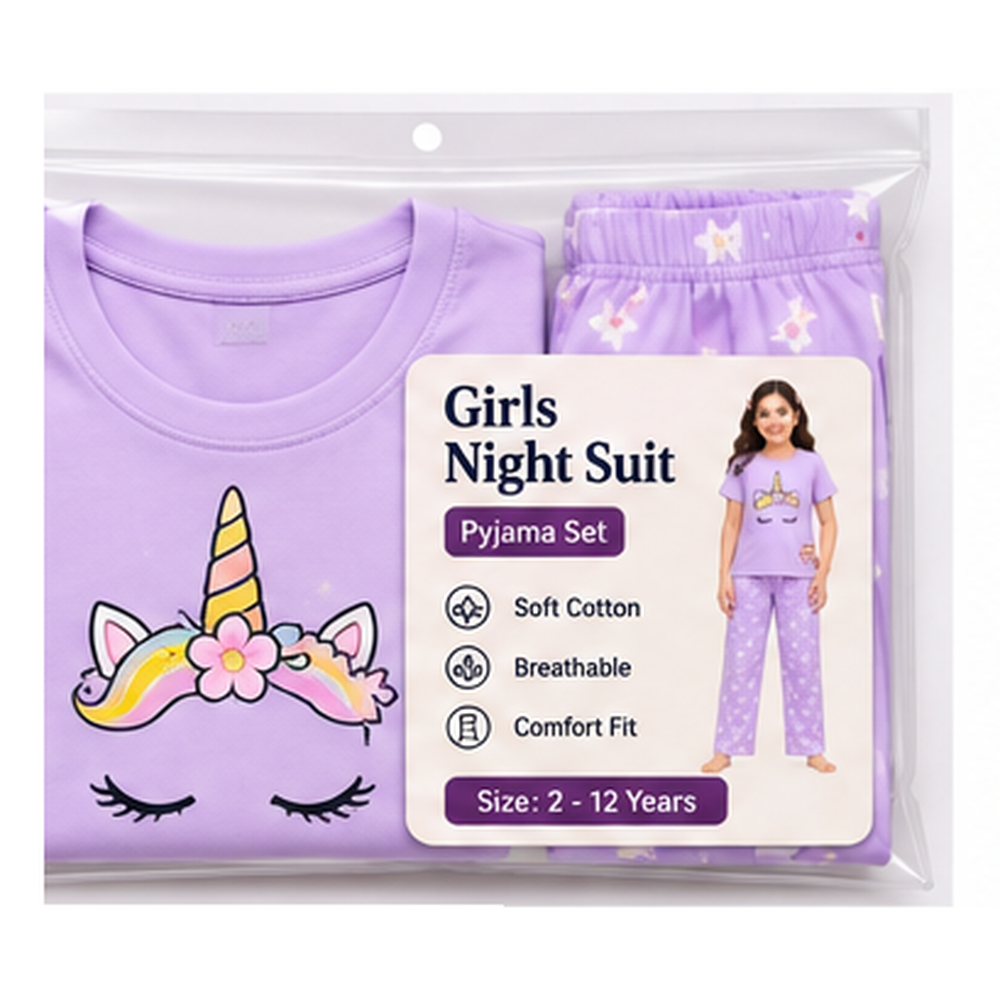 Girls
Night Suit
Pyjama Set
Soft Cotton
Breathable
Comfort Fit
Size: 2 - 12 Years